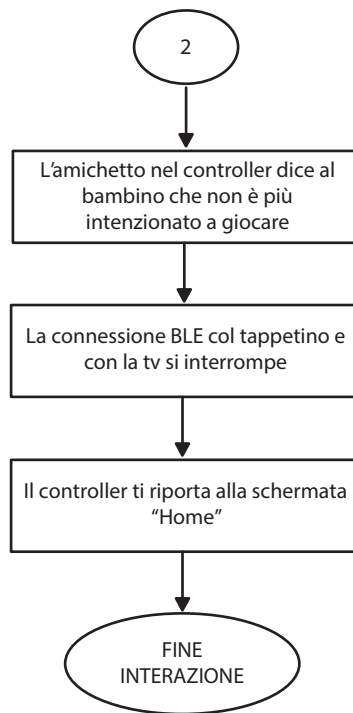 2
L’amichetto nel controller dice al
bambino che non è più
intenzionato a giocare
La connessione BLE col tappetino e
con la tv si interrompe
Il controller ti riporta alla schermata
“Home”
FINE
INTERAZIONE